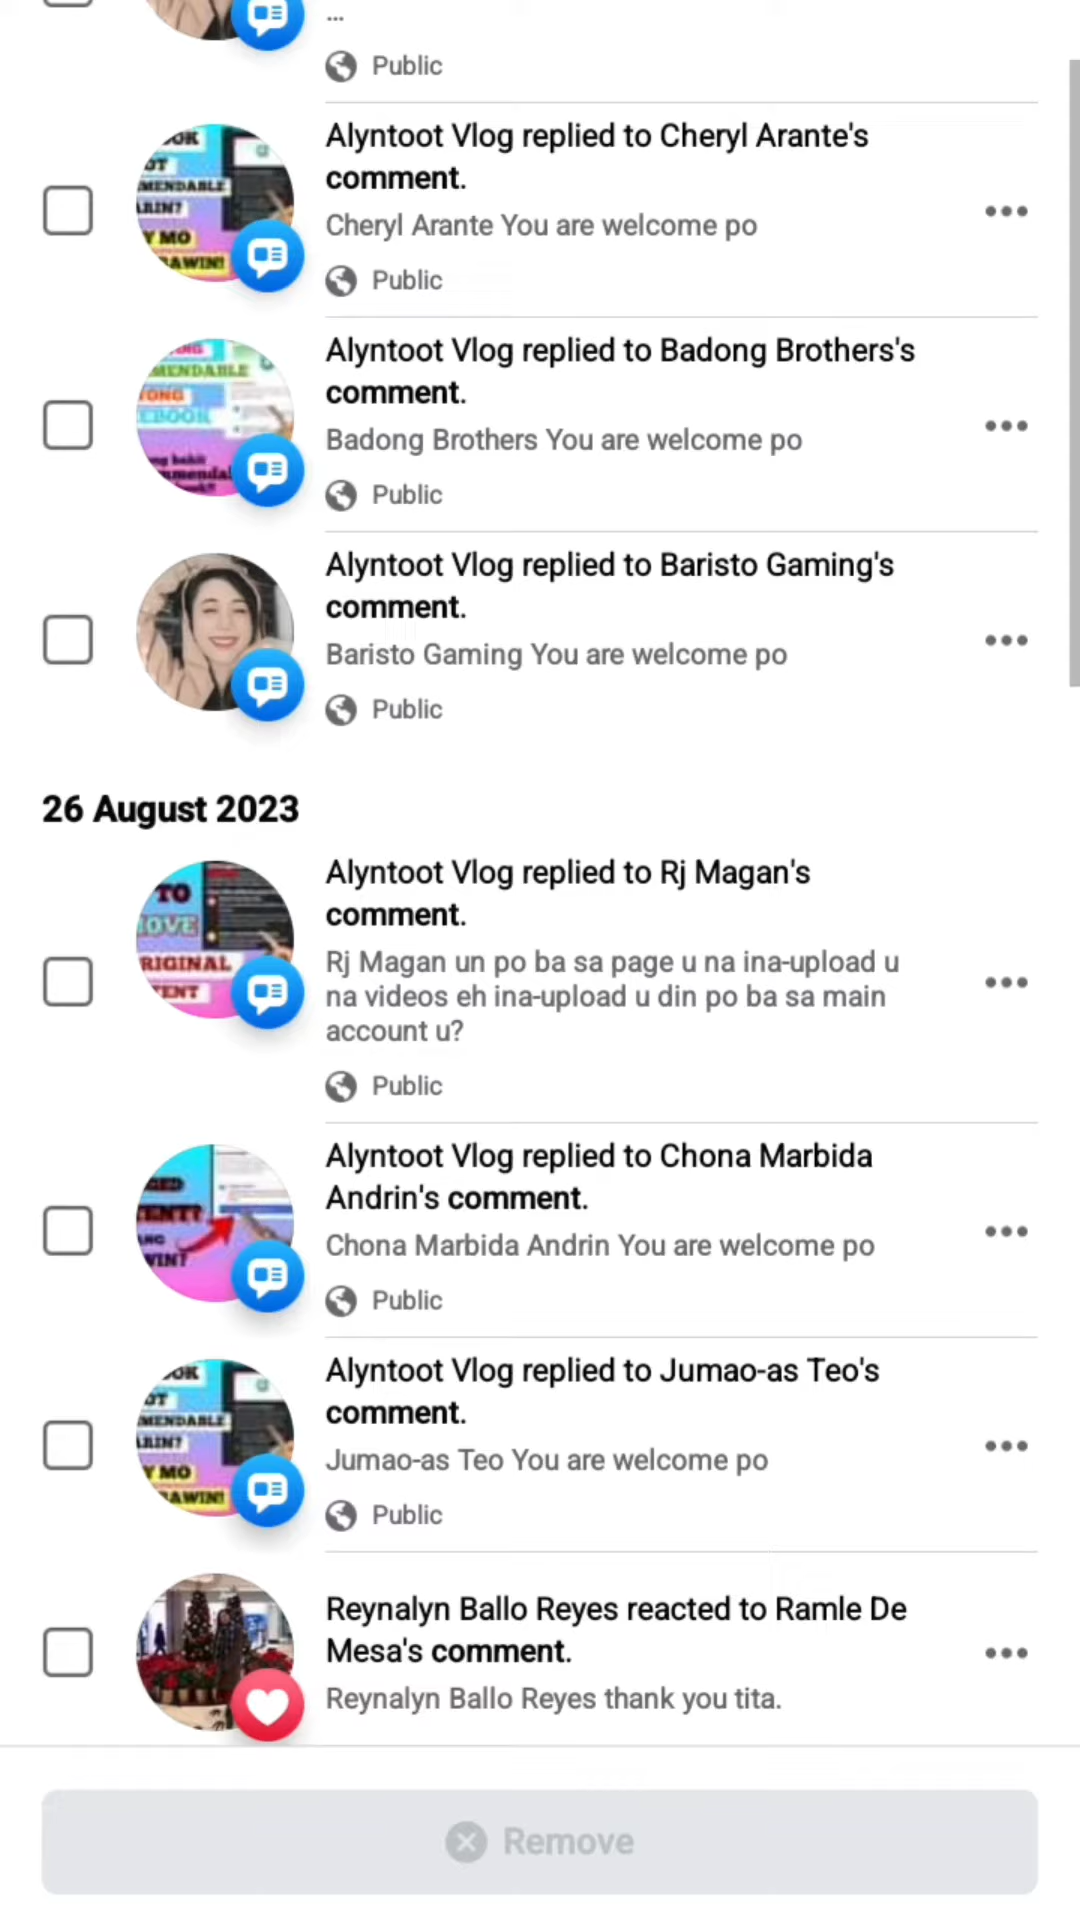 ...
Public
Alyntoot Vlog replied to Cheryl Arante's
comment.
Cheryl Arante You are welcome po
Public
Alyntoot Vlog replied to Badong Brothers's
comment.
Badong Brothers You are welcome po
Public
Alyntoot Vlog replied to Baristo Gaming's
comment.
Baristo Gaming You are welcome po
Public
26 August 2023
Alyntoot Vlog replied to Rj Magan's
comment.
Rj Magan un po ba sa page u na ina-upload u
na videos eh ina-upload u din po ba sa main
account u?
Public
Alyntoot Vlog replied to Chona Marbida
Andrin's comment.
Chona Marbida Andrin You are welcome po
Public
Alyntoot Vlog replied to Jumao-as Teo's
comment.
Jumao-as Teo You are welcome po
Public
Reynalyn Ballo Reyes reacted to Ramle De
Mesa's comment.
Reynalyn Ballo Reyes thank you tita.
Remove